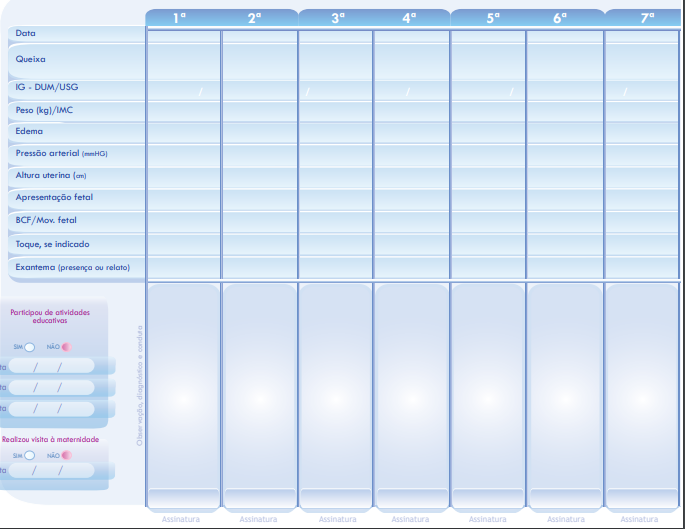 1ª 2ª 3ª 4ª 5ª 6ª 7ª
Data
Queixa
IG - DUM/USG / / / / /
Peso (kg)/IMC
Edema
Pressão arterial (mmHG)
Altura uterina (cm)
Apresentação fetal
BCF/Mov. fetal
Toque, se indicado
Exantema (presença ou relato)
Observação, diagnóstico e conduta
Participou de atividades
educativas
SIM NÃO
ta / /
ta / /
ta / /
Realizou visita à maternidade
SIM NÃO
ta / /
Assinatura Assinatura Assinatura Assinatura Assinatura Assinatura Assinatura